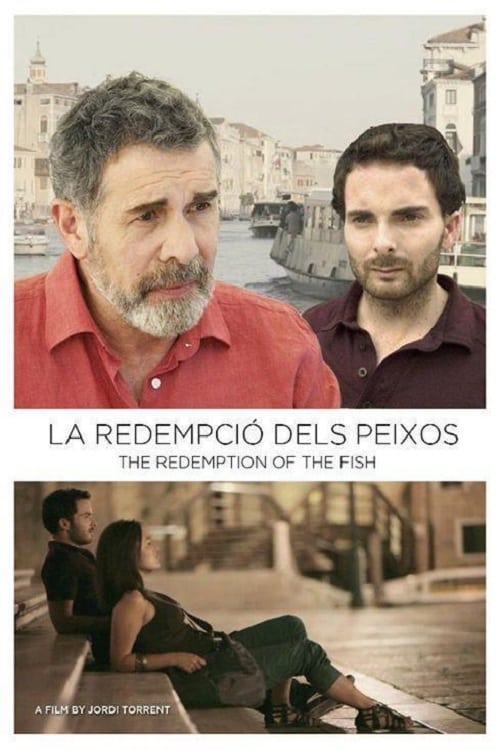 LA REDEMPCIÓ DELS PEIXOS
THE REDEMPTION OF THE FISH
A FILM BY JORDI TORRENT